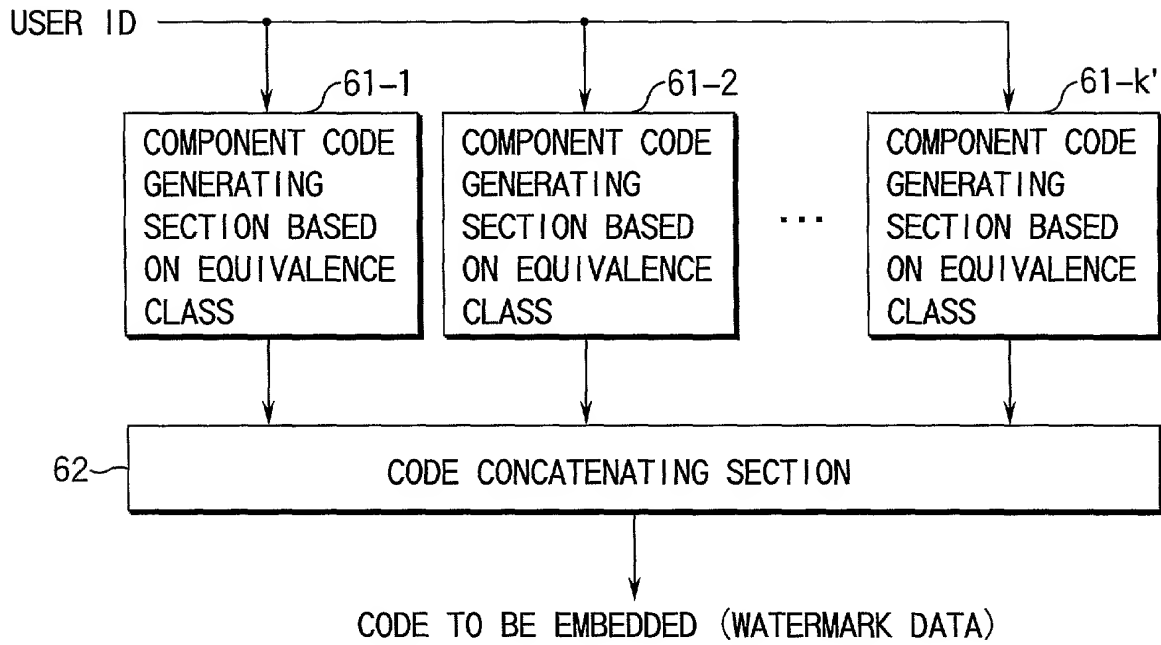 USER ID
61-1
61-2
61-k'
COMPONENT CODE
GENERATING
SECTION BASED
ON EQUIVALENCE
CLASS
COMPONENT CODE
GENERATING
SECTION BASED
ON EQUIVALENCE
CLASS
...
COMPONENT CODE
GENERATING
SECTION BASED
ON EQUIVALENCE
CLASS
62
CODE CONCATENATING SECTION
CODE TO BE EMBEDDED (WATERMARK DATA)